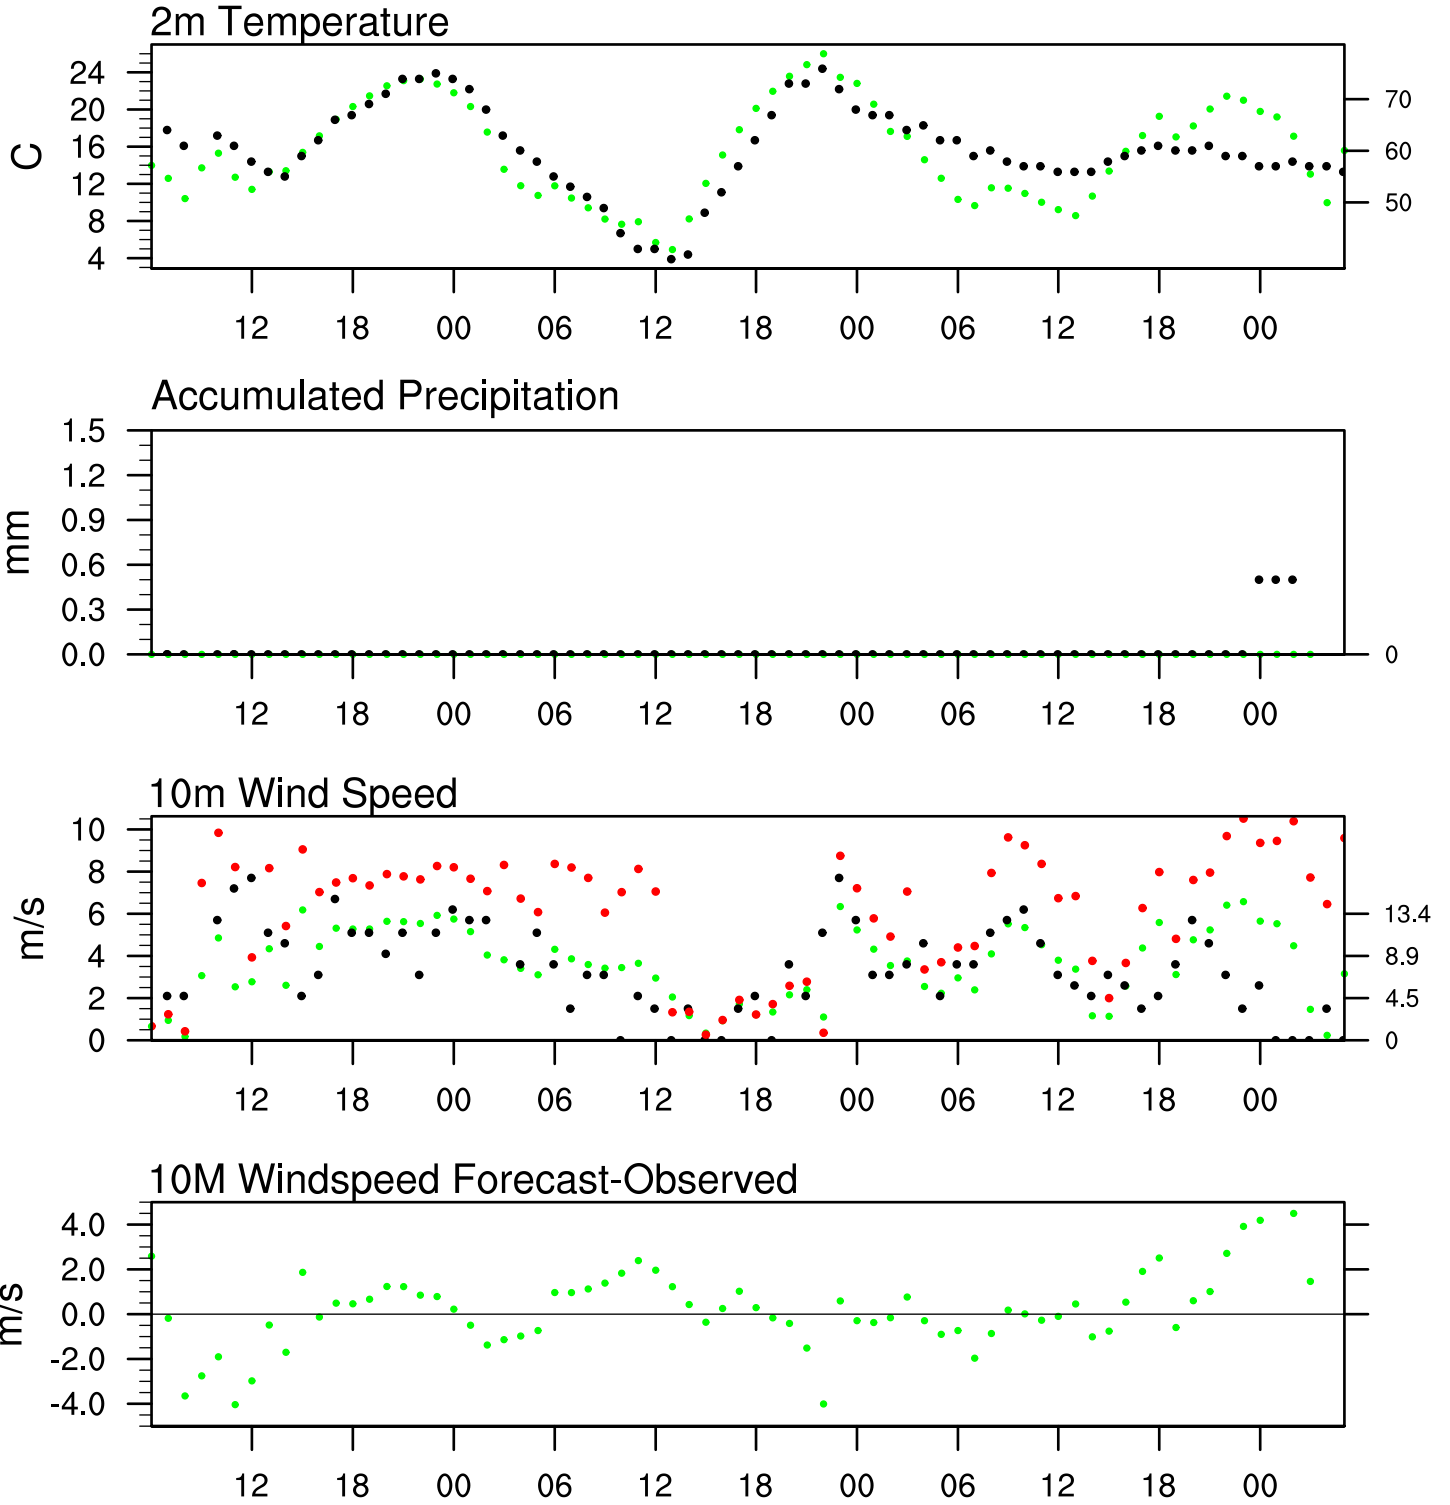 2m Temperature
24
20
16
12
8
4
C
70
60
50
12 18 00 06 12 18 00 06 12 18 00
Accumulated Precipitation
1.5
1.2
0.9
0.6
0.3
0.0
mm
0
12 18 00 06 12 18 00 06 12 18 00
10m Wind Speed
10
8
6
4
2
0
m/s
13.4
8.9
4.5
0
12 18 00 06 12 18 00 06 12 18 00
10M Windspeed Forecast-Observed
4.0
2.0
0.0
-2.0
-4.0
m/s
12 18 00 06 12 18 00 06 12 18 00